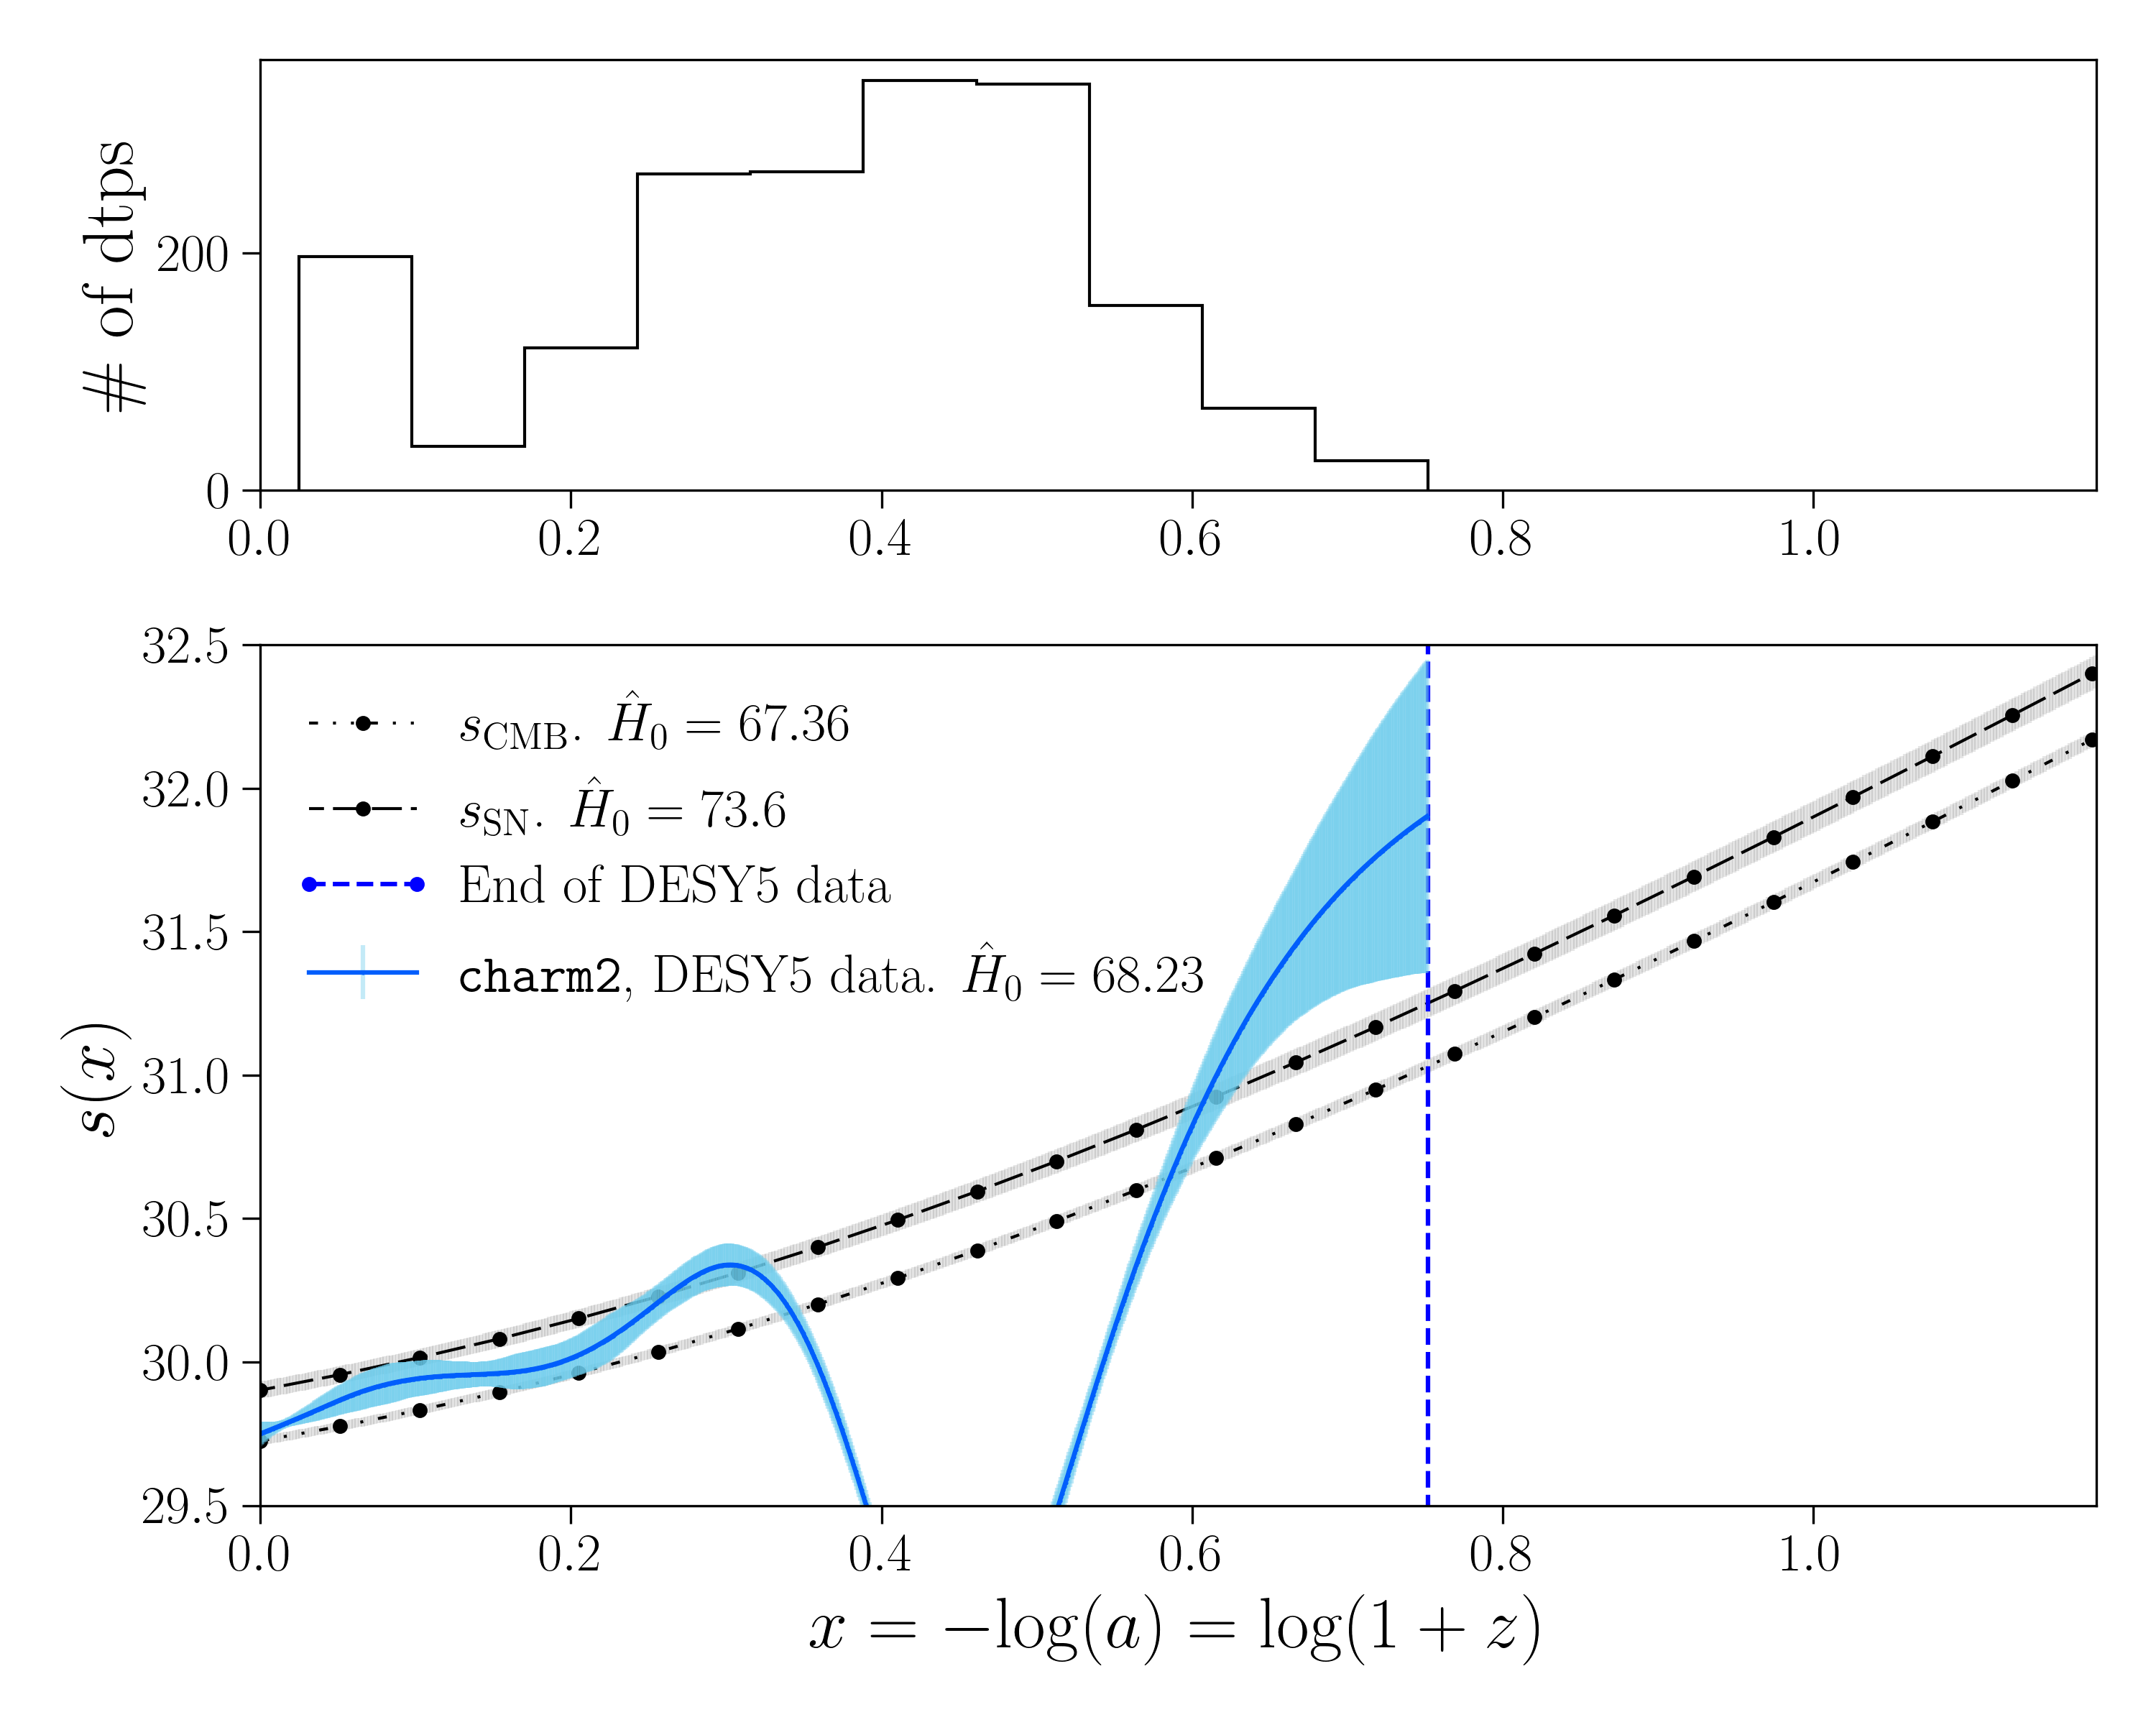 # of dtps
200
0
0.0 0.2 0.4 0.6 0.8 1.0
s(x)
32.5
32.0
31.5
31.0
30.5
30.0
29.5
s_CMB. Ĥ_0 = 67.36
s_SN. Ĥ_0 = 73.6
End of DESY5 data
charm2, DESY5 data. Ĥ_0 = 68.23
0.0 0.2 0.4 0.6 0.8 1.0
x = −log(a) = log(1 + z)